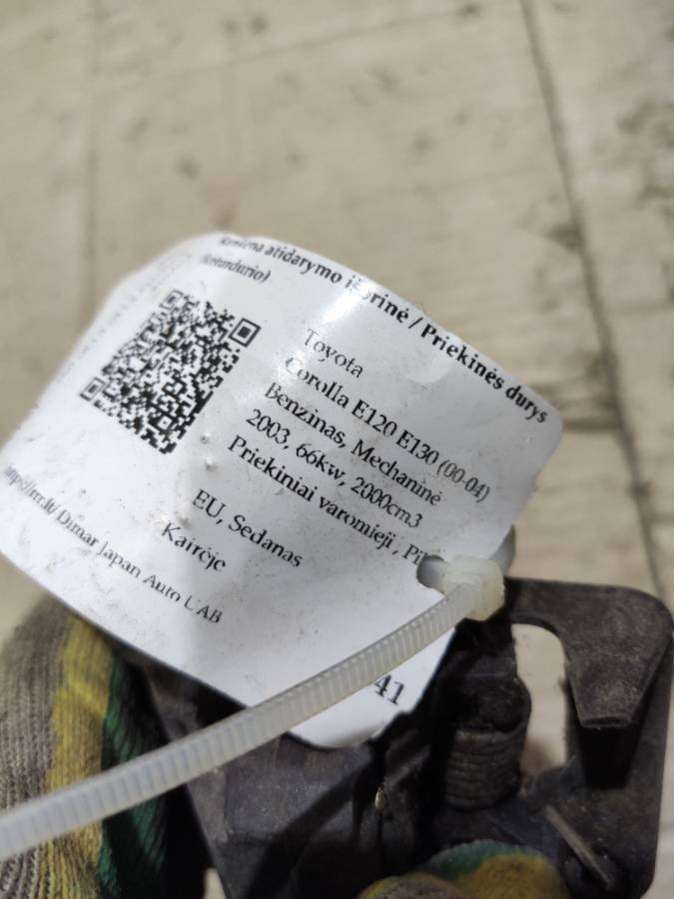 atidarymo išorinė / Priekinės durys
Toyota
Corolla E120 E130 (00-04)
Benzinas, Mechaninė
2003, 66kw, 2000cm3
Priekiniai varomieji ,
EU, Sedanas
Kairėje
Dimar Japan Auto UAB
41